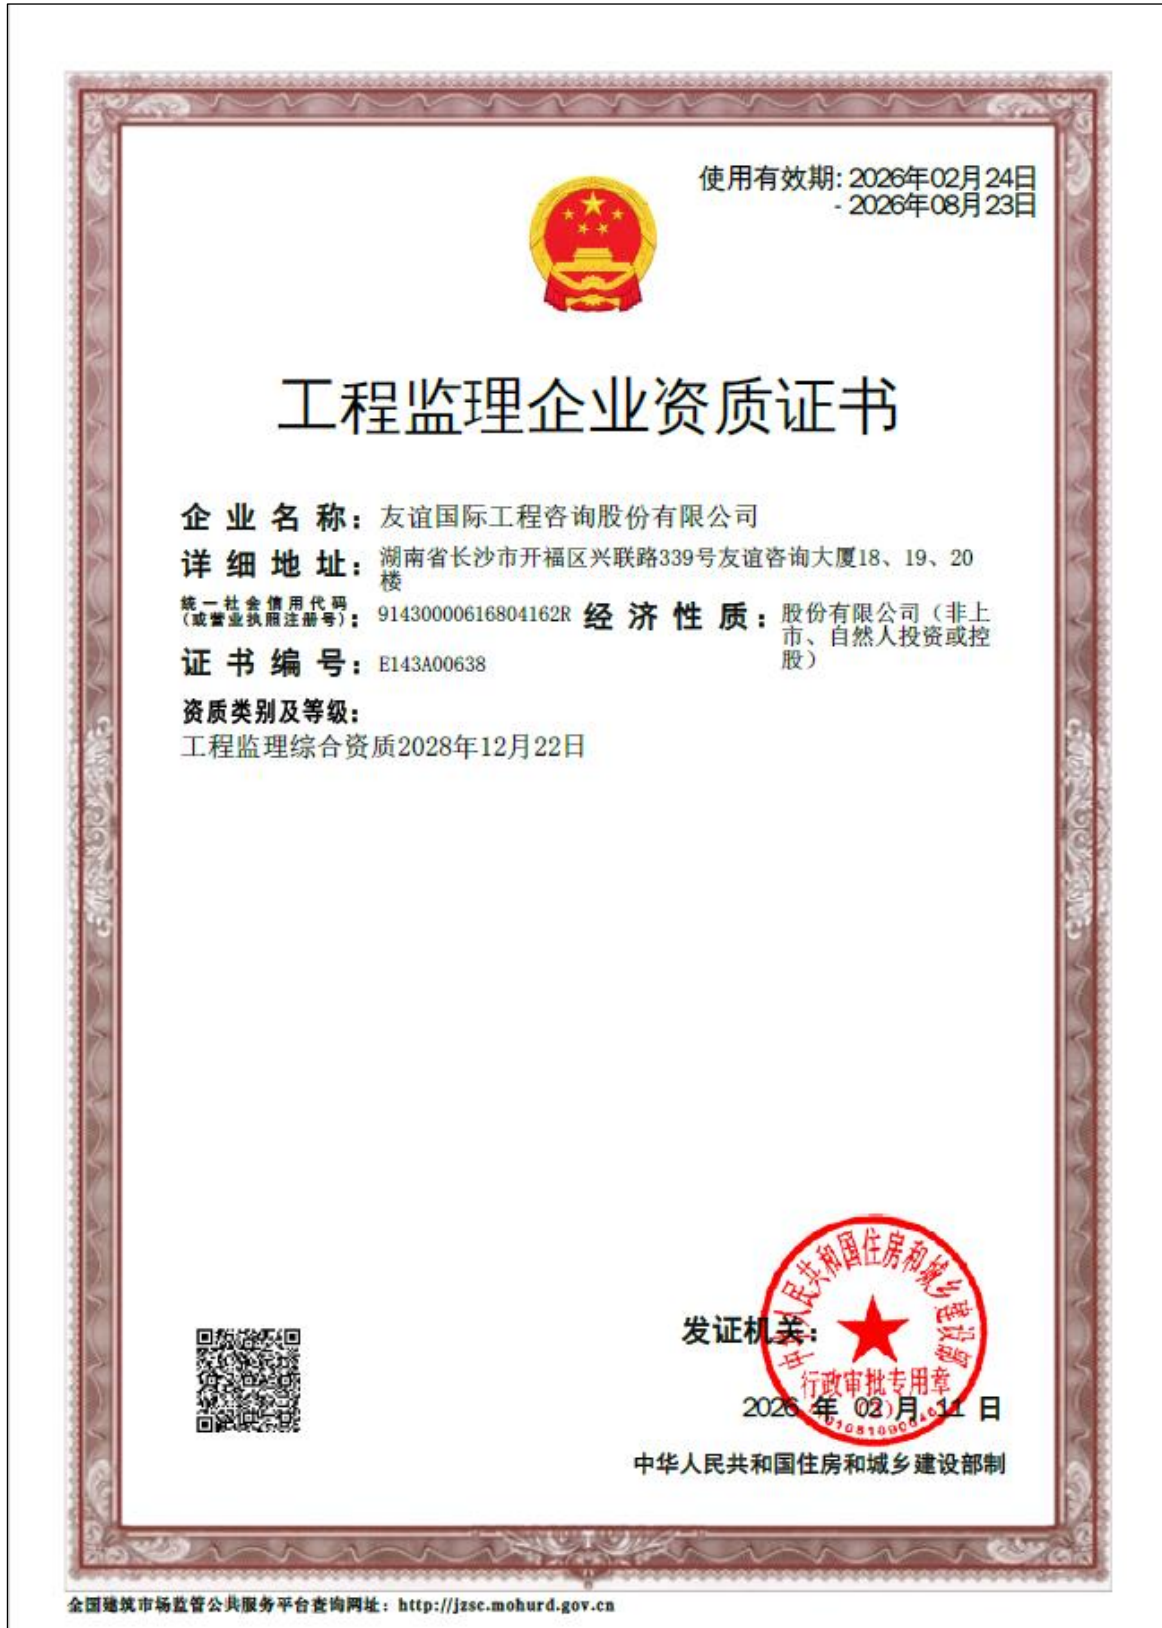 使用有效期: 2026年02月24日
- 2026年08月23日
工程监理企业资质证书
企业名称：友谊国际工程咨询股份有限公司
详细地址：湖南省长沙市开福区兴联路339号友谊咨询大厦18、19、20
楼
统一社会信用代码
(或营业执照注册号)：91430000616804162R 经济性质：股份有限公司（非上
市、自然人投资或控
股）
证书编号：E143A00638
资质类别及等级：
工程监理综合资质2028年12月22日
中华人民共和国住房和城乡建设部
发证机关：
行政审批专用章
2026 年 02 月 11 日
中华人民共和国住房和城乡建设部制
全国建筑市场监管公共服务平台查询网址：http://jzsc.mohurd.gov.cn